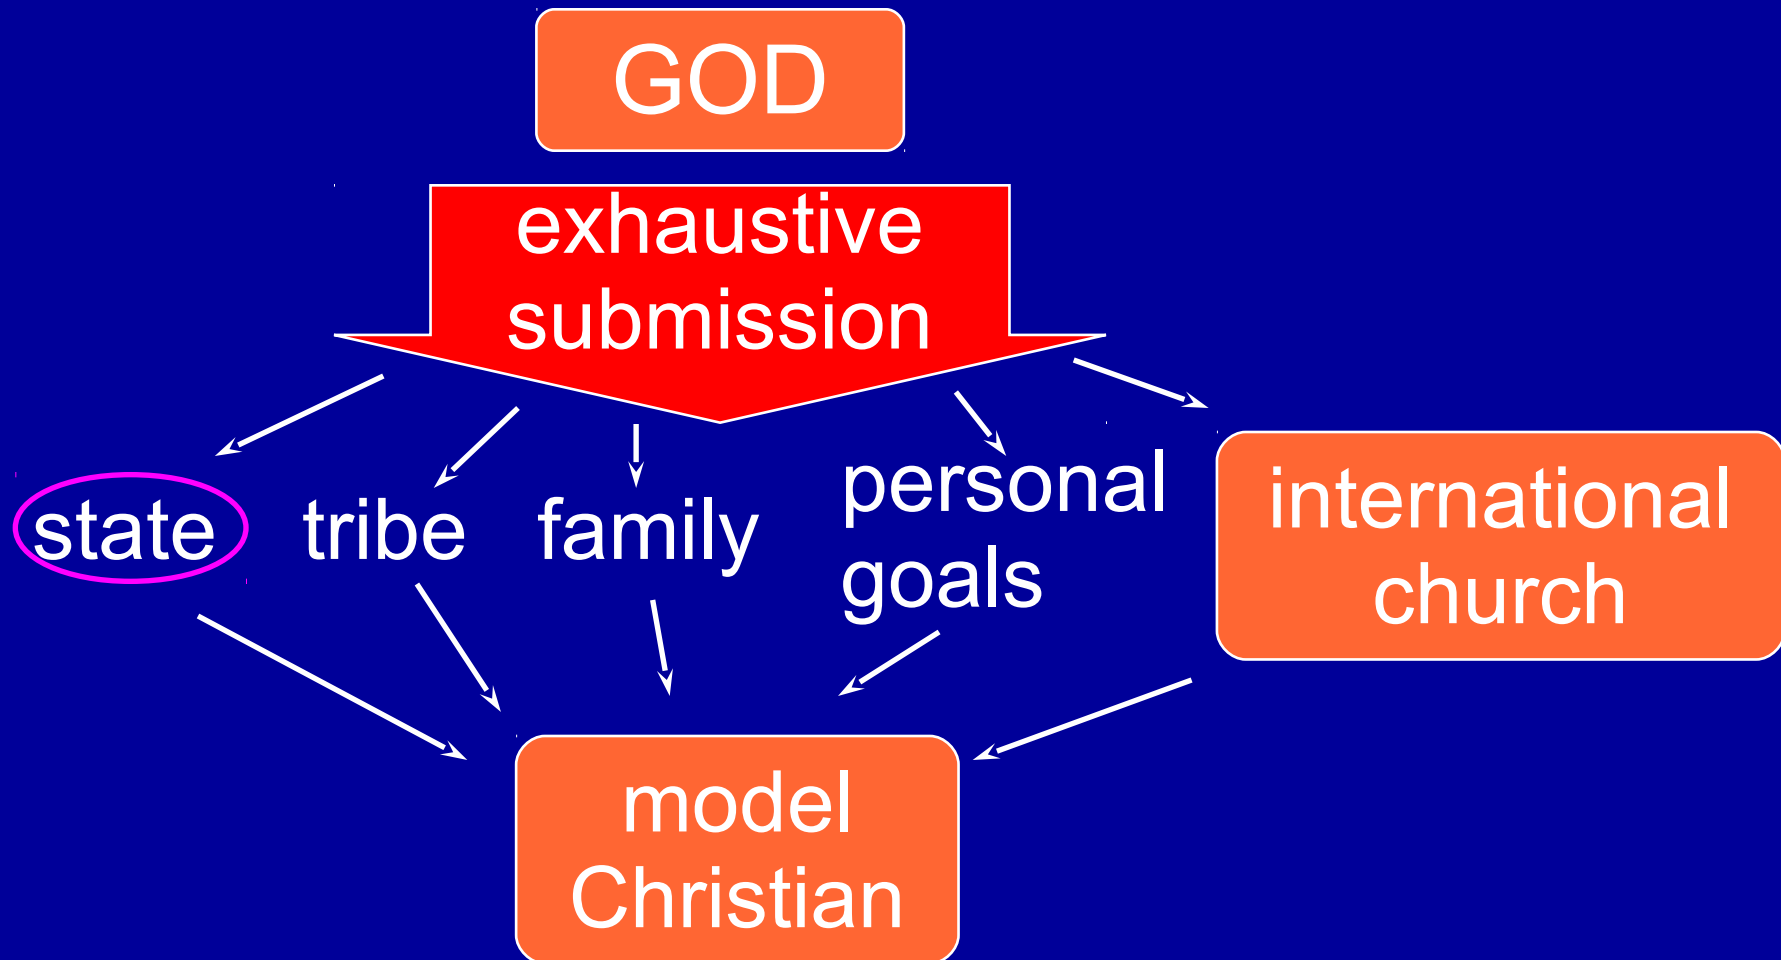 GOD
exhaustive
submission
state
tribe
family
personal
goals
international
church
model
Christian